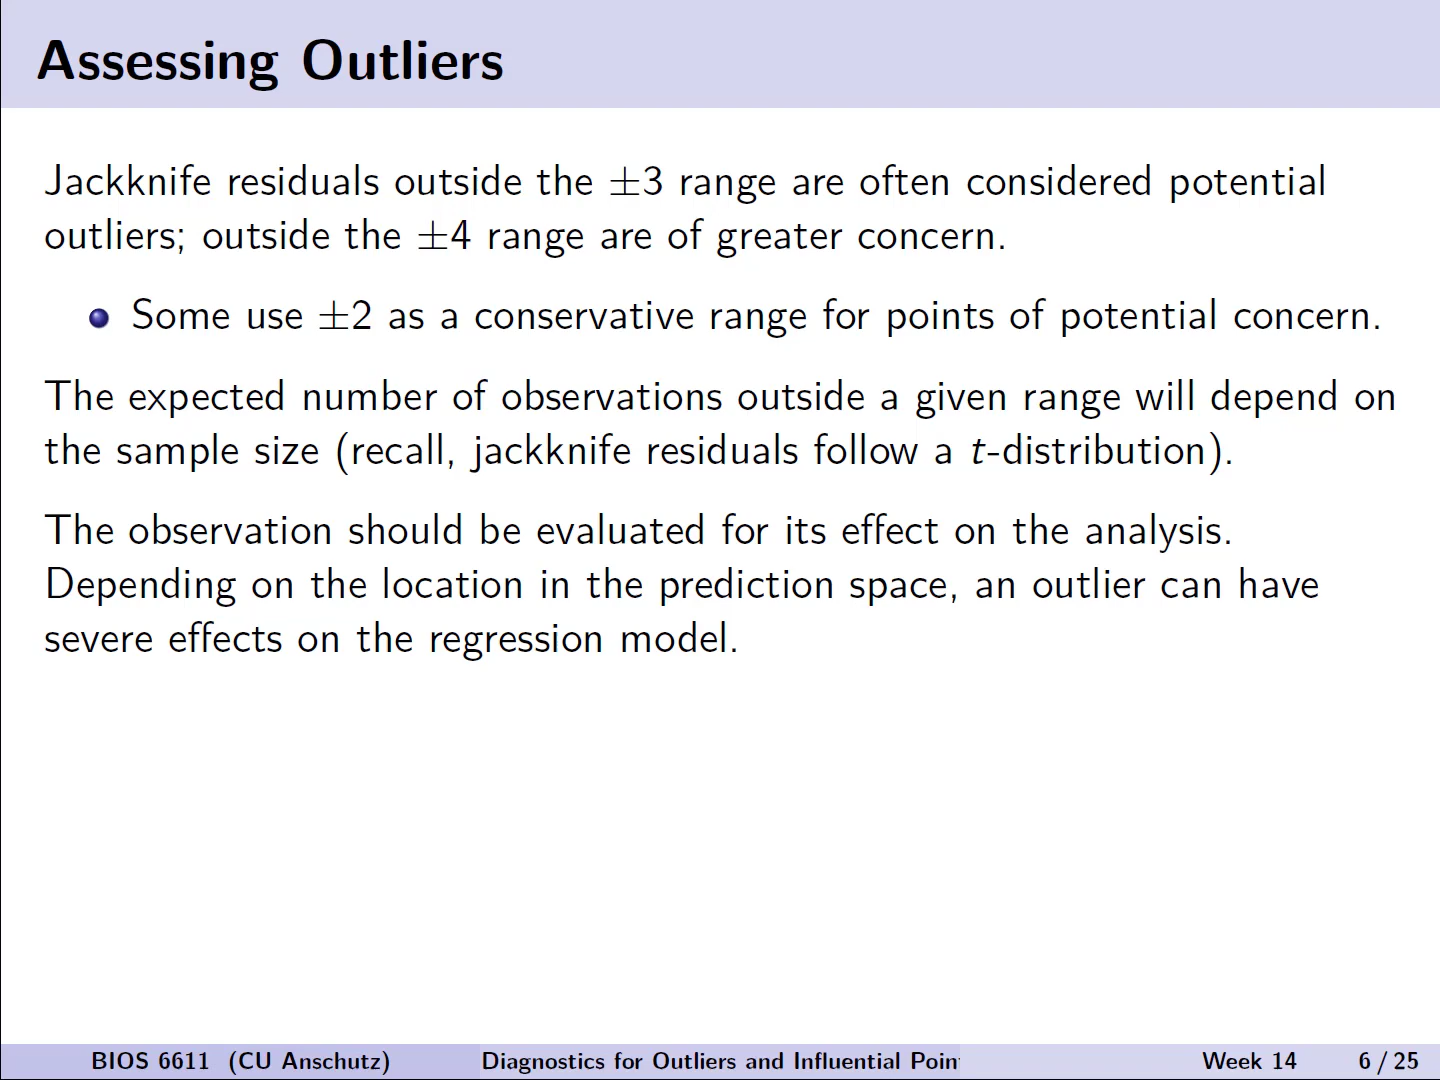 Assessing Outliers
Jackknife residuals outside the ±3 range are often considered potential
outliers; outside the ±4 range are of greater concern.
Some use ±2 as a conservative range for points of potential concern.
The expected number of observations outside a given range will depend on
the sample size (recall, jackknife residuals follow a t-distribution).
The observation should be evaluated for its effect on the analysis.
Depending on the location in the prediction space, an outlier can have
severe effects on the regression model.
BIOS 6611 (CU Anschutz) Diagnostics for Outliers and Influential Poin Week 14 6 / 25